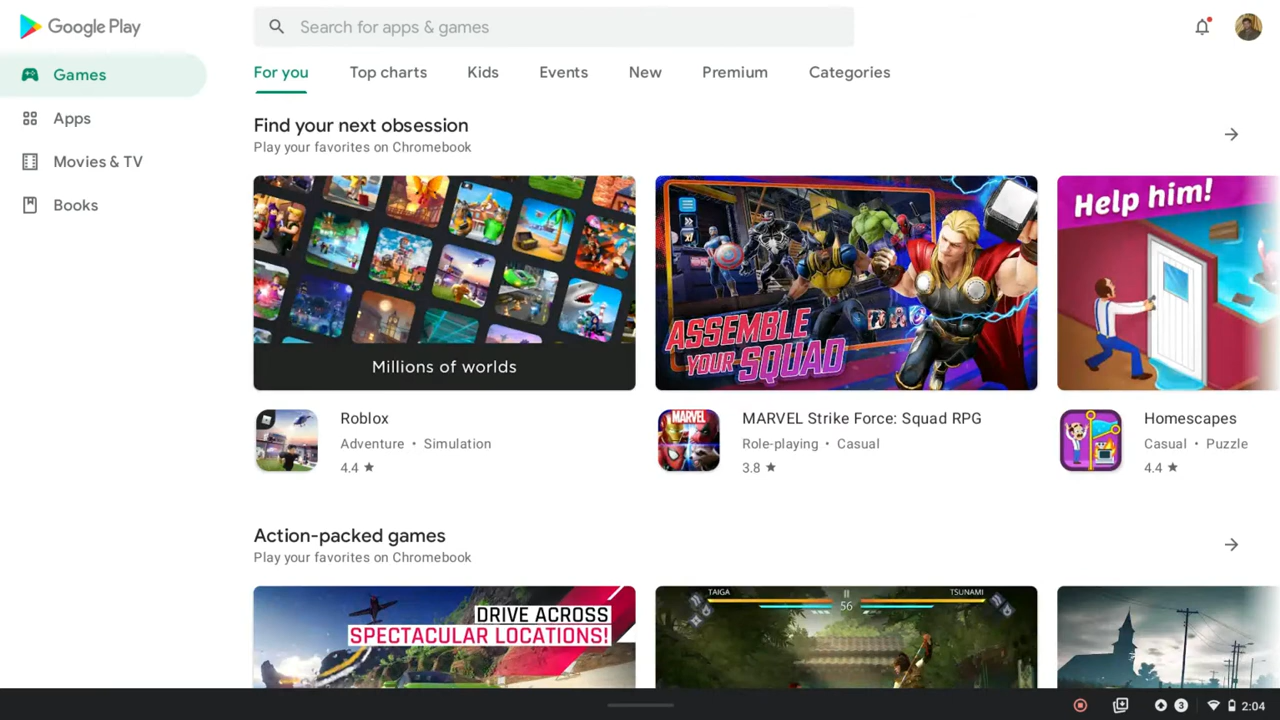 Google Play
Search for apps & games
Games
Apps
Movies & TV
Books
For you
Top charts
Kids
Events
New
Premium
Categories
Find your next obsession
Play your favorites on Chromebook
Millions of worlds
ASSEMBLE
YOUR SQUAD
Help him!
Roblox
Adventure • Simulation
4.4 ★
MARVEL
MARVEL Strike Force: Squad RPG
Role-playing • Casual
3.8 ★
Homescapes
Casual • Puzzle
4.4 ★
Action-packed games
Play your favorites on Chromebook
DRIVE ACROSS
SPECTACULAR LOCATIONS!
TAIGA
56
TSUNAMI
3
2:04